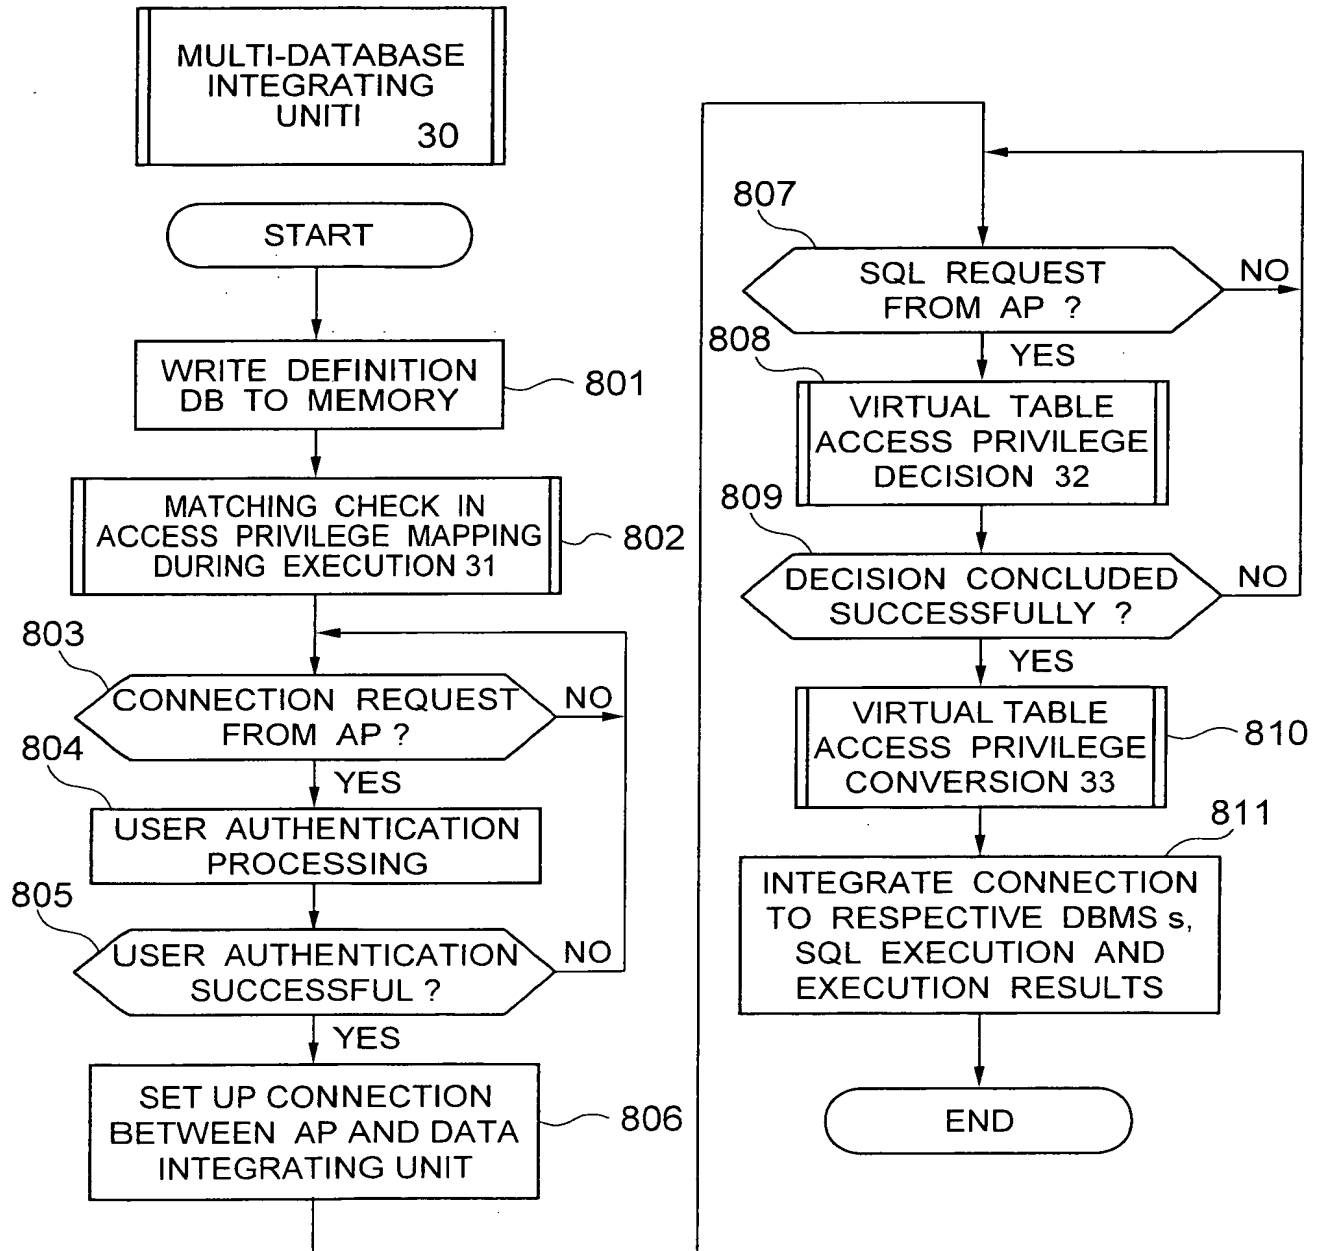 MULTI-DATABASE
INTEGRATING
UNITI
30
START
WRITE DEFINITION
DB TO MEMORY
801
MATCHING CHECK IN
ACCESS PRIVILEGE MAPPING
DURING EXECUTION 31
802
803
CONNECTION REQUEST
FROM AP ?
NO
804
YES
USER AUTHENTICATION
PROCESSING
805
USER AUTHENTICATION
SUCCESSFUL ?
NO
YES
SET UP CONNECTION
BETWEEN AP AND DATA
INTEGRATING UNIT
806
807
SQL REQUEST
FROM AP ?
NO
808
YES
VIRTUAL TABLE
ACCESS PRIVILEGE
DECISION 32
809
DECISION CONCLUDED
SUCCESSFULLY ?
NO
YES
VIRTUAL TABLE
ACCESS PRIVILEGE
CONVERSION 33
810
811
INTEGRATE CONNECTION
TO RESPECTIVE DBMS s,
SQL EXECUTION AND
EXECUTION RESULTS
END